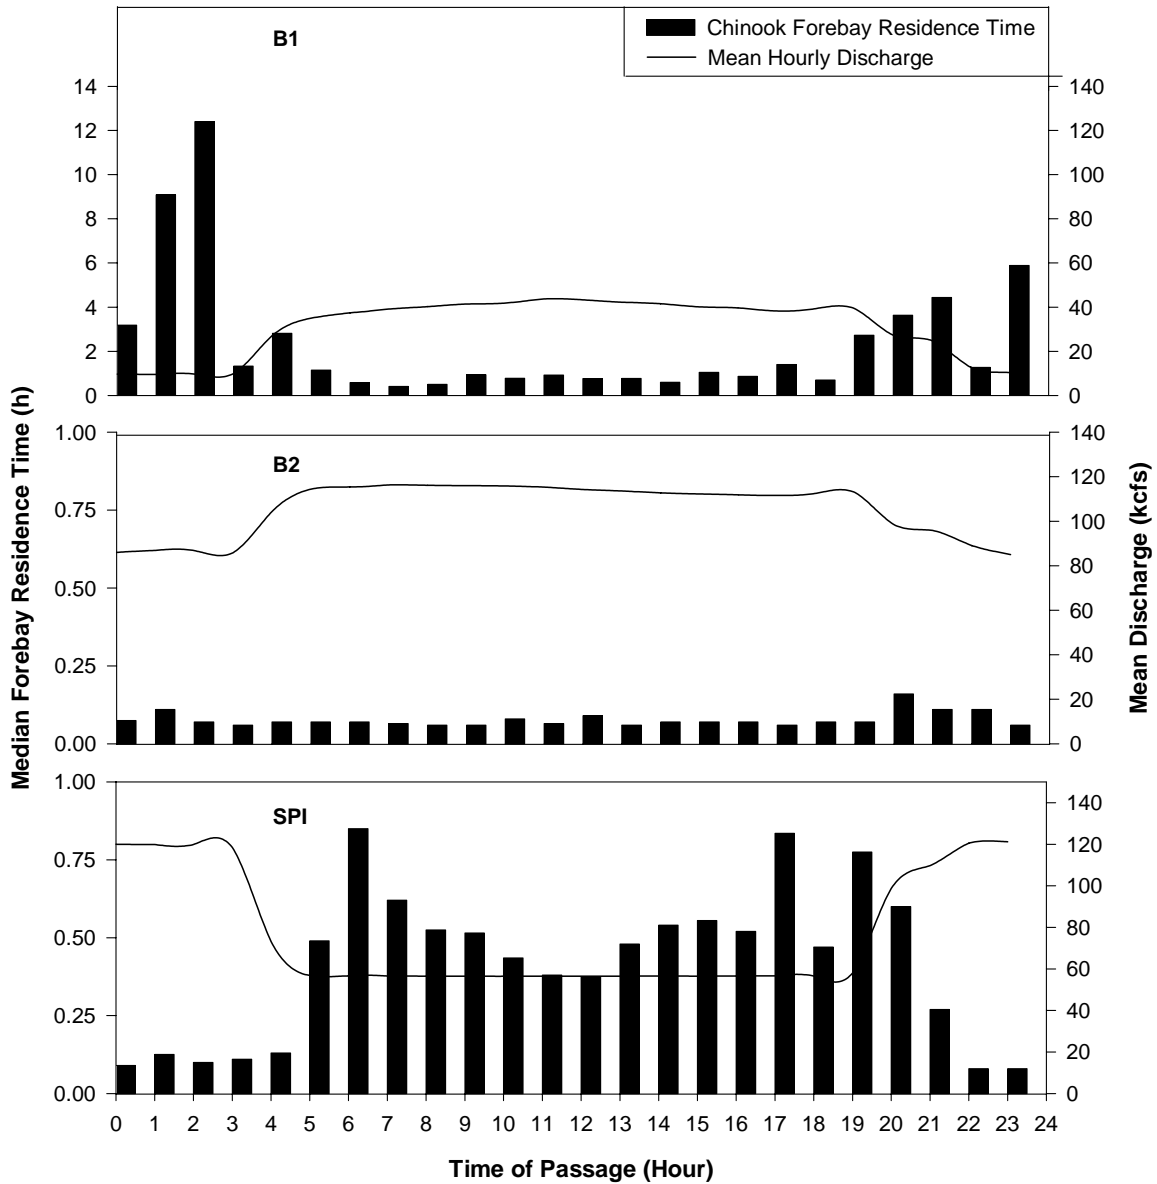 B1
Chinook Forebay Residence Time
Mean Hourly Discharge
14 140
12 120
10 100
8 80
6 60
4 40
2 20
0 0
Median Forebay Residence Time (h)
Mean Discharge (kcfs)
B2
1.00 140
120
0.75 100
80
0.50 60
0.25 40
20
0.00 0
SPI
1.00
140
0.75 120
100
0.50 80
60
0.25 40
20
0.00 0
0 1 2 3 4 5 6 7 8 9 10 11 12 13 14 15 16 17 18 19 20 21 22 23 24
Time of Passage (Hour)